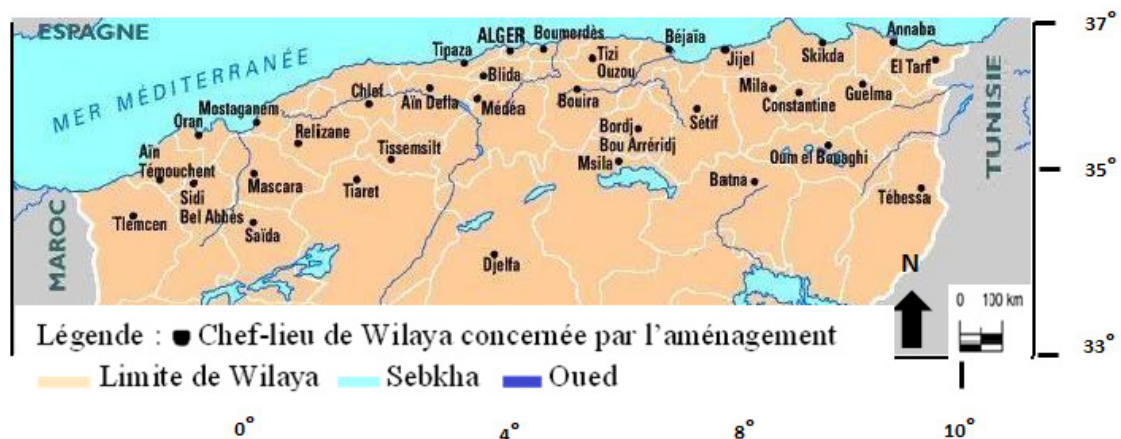 ESPAGNE
MER MÉDITERRANÉE
MAROC
TUNISIE
Annaba
37°
ALGER
Boumerdès
Béjaïa
Tipaza
Tizi
Ouzou
Jijel
Skikda
El Tarf
Blida
Chlef
Aïn Defla
Médéa
Bouira
Mila
Constantine
Guelma
Mostaganem
Oran
Relizane
Sétif
Bordj
Bou Arréridj
Tissemsilt
Msila
Oum el Bouaghi
35°
Aïn
Témouchent
Sidi
Bel Abbès
Mascara
Tiaret
Batna
Tébessa
Tlemcen
Saïda
Djelfa
N
0 100 km
Légende : Chef-lieu de Wilaya concernée par l'aménagement
33°
Limite de Wilaya Sebkha Oued
0° 4° 8° 10°